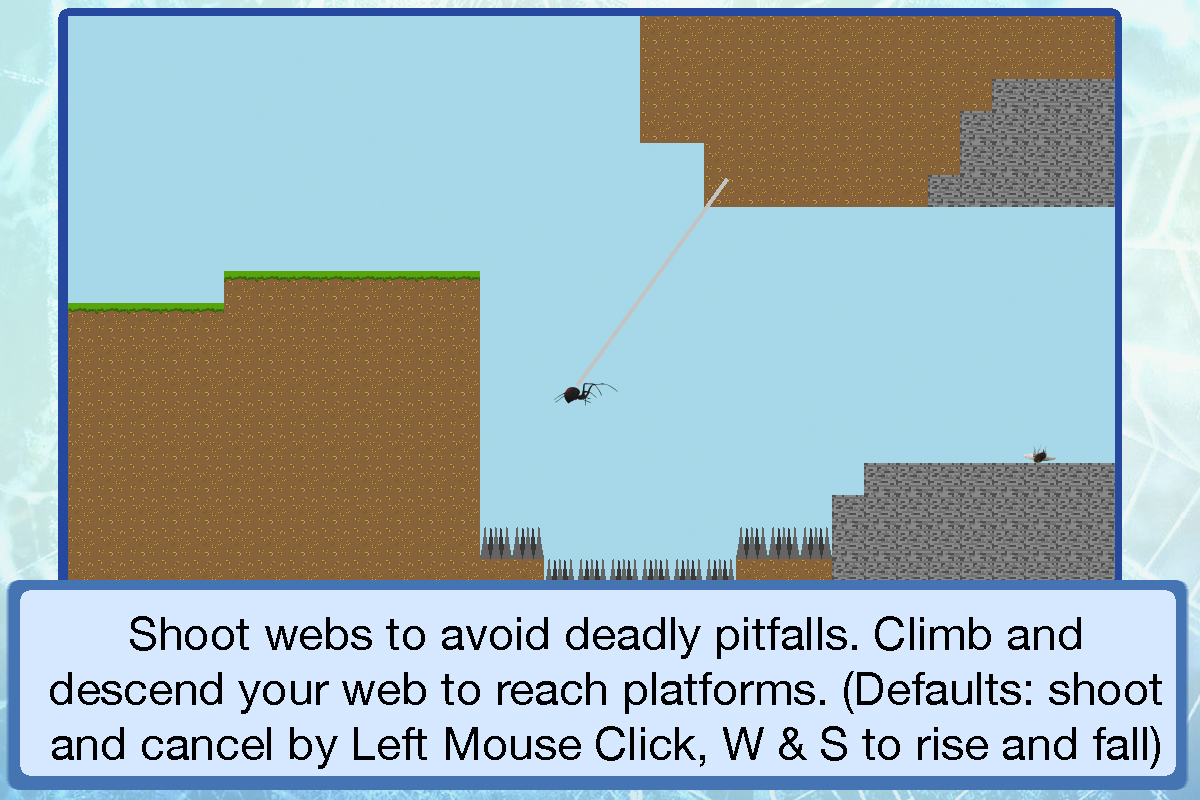 Shoot webs to avoid deadly pitfalls. Climb and
descend your web to reach platforms. (Defaults: shoot
and cancel by Left Mouse Click, W & S to rise and fall)